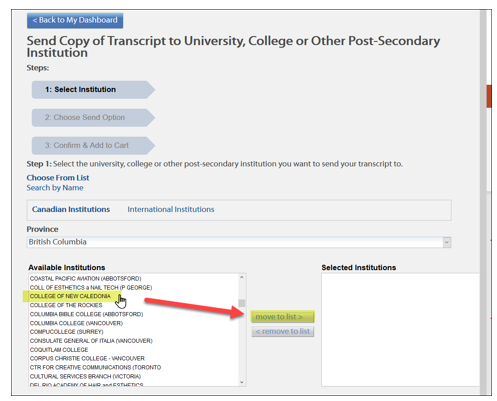 < Back to My Dashboard
Send Copy of Transcript to University, College or Other Post-Secondary
Institution
Steps:
1: Select Institution
2: Choose Send Option
3: Confirm & Add to Cart
Step 1: Select the university, college or other post-secondary institution you want to send your transcript to.
Choose From List
Search by Name
Canadian Institutions International Institutions
Province
British Columbia
Available Institutions Selected Institutions
COASTAL PACIFIC AVIATION (ABBOTSFORD)
COLL OF ESTHETICS a NAIL TECH (P GEORGE)
COLLEGE OF NEW CALEDONIA
COLLEGE OF THE ROCKIES
COLUMBIA BIBLE COLLEGE (ABBOTSFORD)
COLUMBIA COLLEGE (VANCOUVER)
COMPUCOLLEGE (SURREY)
CONSULATE GENERAL OF ITALIA (VANCOUVER)
COQUITLAM COLLEGE
CORPUS CHRISTIE COLLEGE - VANCOUVER
CTR FOR CREATIVE COMMUNICATIONS (TORONTO
CULTURAL SERVICES BRANCH (VICTORIA)
DEL RIO ACADEMY OF HAIR and ESTHETICS
move to list >
< remove to list